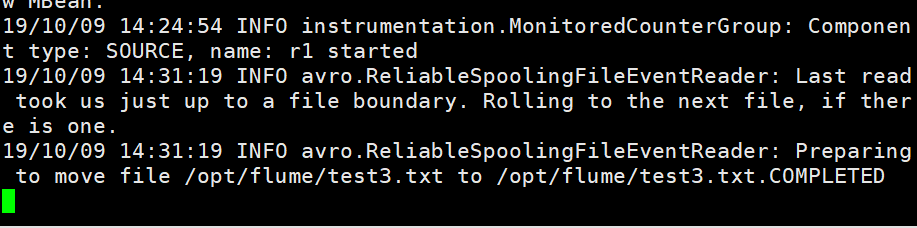 w MBean.
19/10/09 14:24:54 INFO instrumentation.MonitoredCounterGroup: Componen
t type: SOURCE, name: r1 started
19/10/09 14:31:19 INFO avro.ReliableSpoolingFileEventReader: Last read
 took us just up to a file boundary. Rolling to the next file, if ther
e is one.
19/10/09 14:31:19 INFO avro.ReliableSpoolingFileEventReader: Preparing
 to move file /opt/flume/test3.txt to /opt/flume/test3.txt.COMPLETED